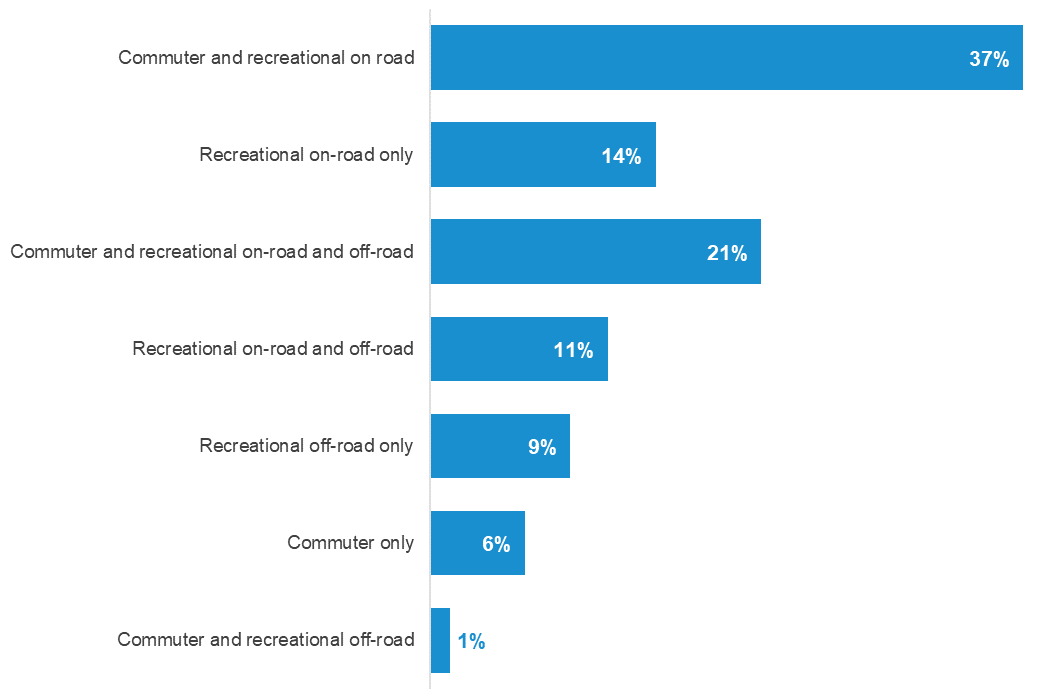 Commuter and recreational on road 37%
Recreational on-road only 14%
Commuter and recreational on-road and off-road 21%
Recreational on-road and off-road 11%
Recreational off-road only 9%
Commuter only 6%
Commuter and recreational off-road 1%